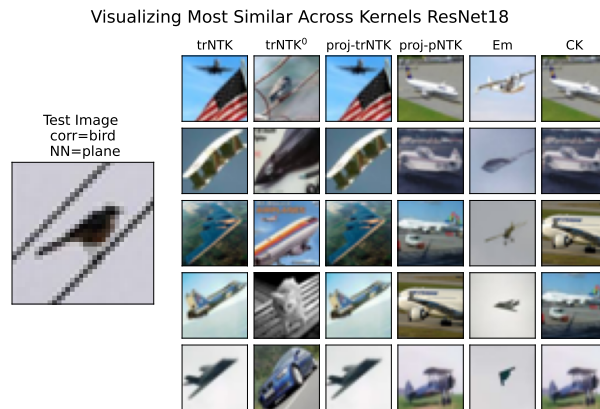 Visualizing Most Similar Across Kernels ResNet18
trNTK trNTK⁰ proj-trNTK proj-pNTK Em CK
Test Image
corr=bird
NN=plane